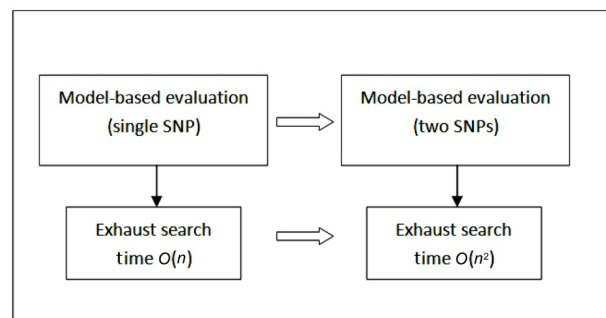 Model-based evaluation
(single SNP)
Model-based evaluation
(two SNPs)
Exhaust search
time O(n)
Exhaust search
time O(n²)